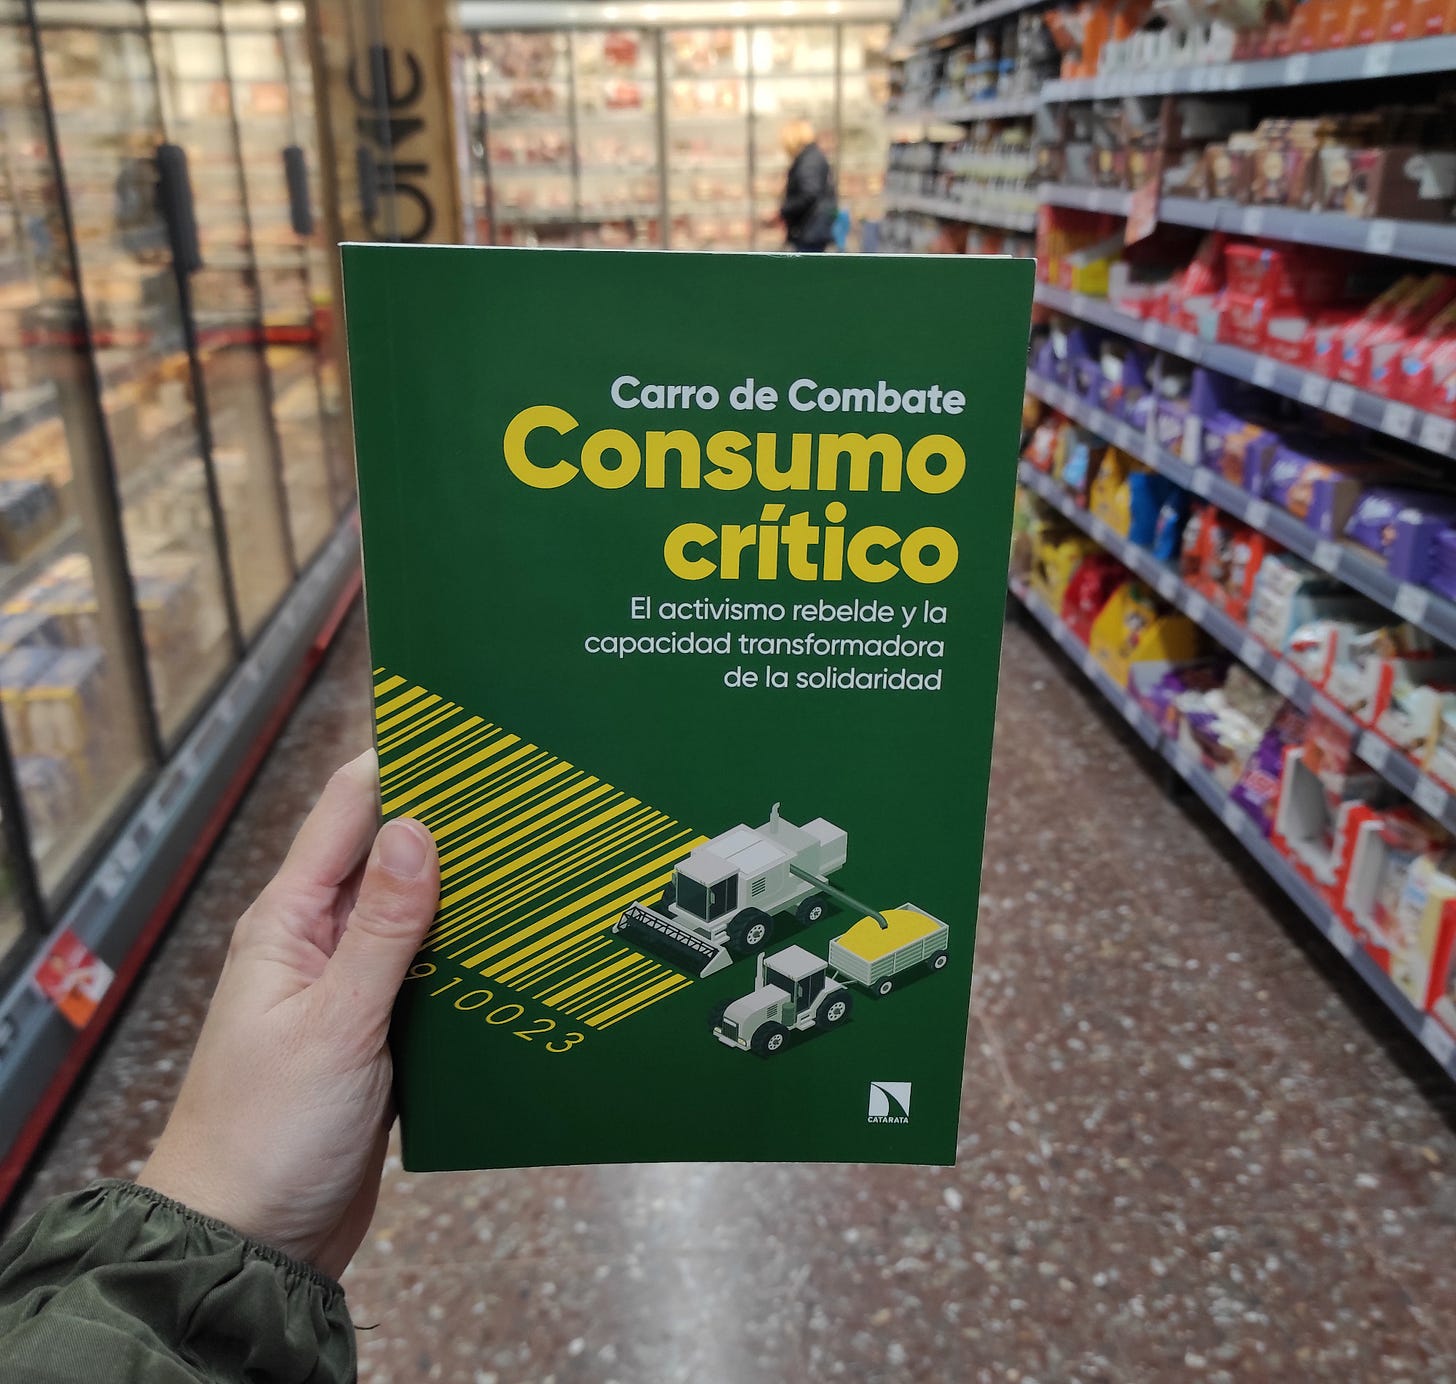 Carro de Combate
Consumo
crítico
El activismo rebelde y la
capacidad transformadora
de la solidaridad
910023
CATARATA